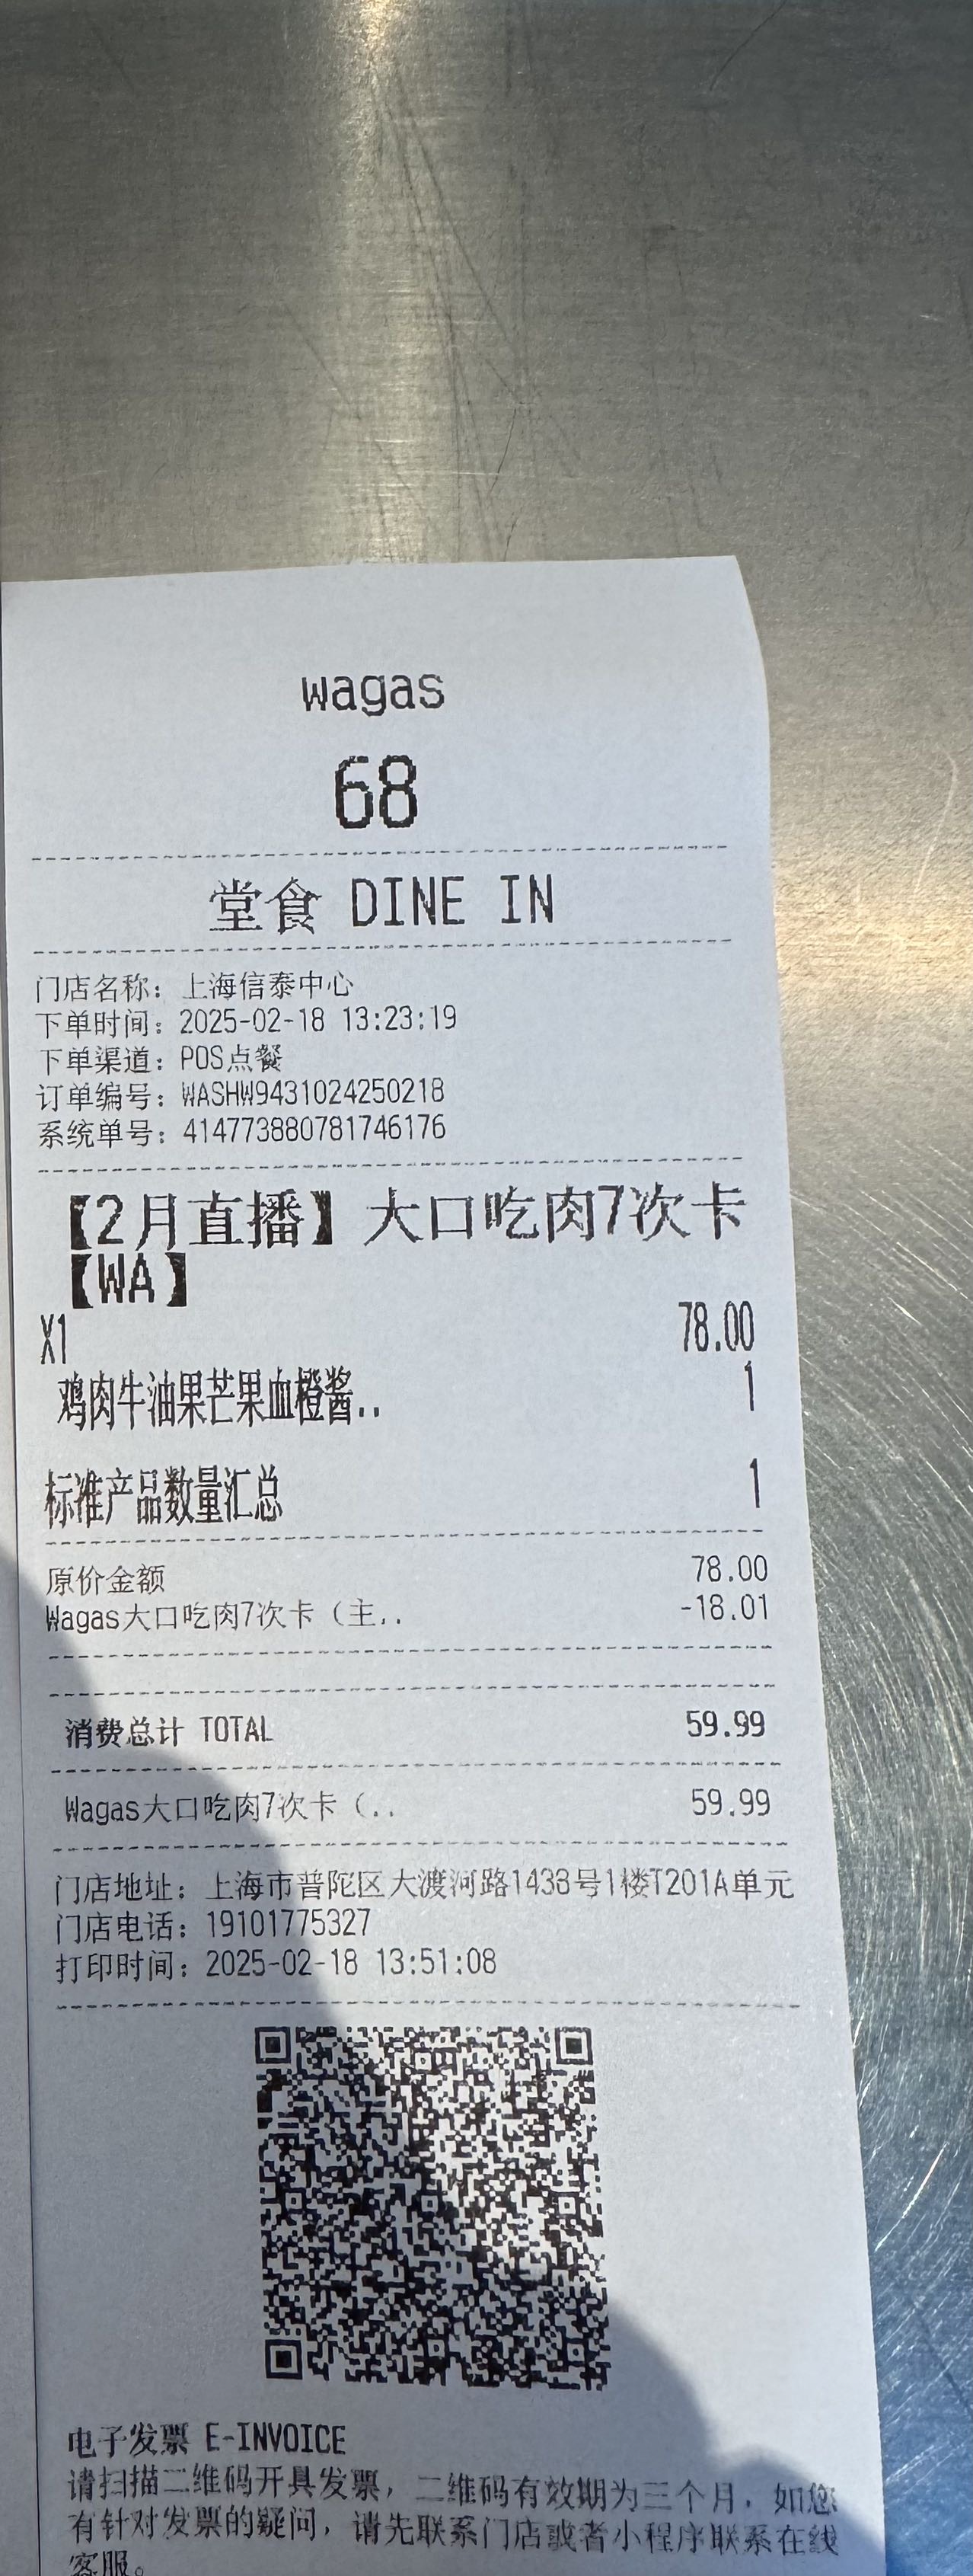 wagas
68
堂食 DINE IN
门店名称：上海信泰中心
下单时间：2025-02-18 13:23:19
下单渠道：POS点餐
订单编号：WASHW9431024250218
系统单号：414773880781746176
【2月直播】大口吃肉7次卡
【WA】
X1 78.00
鸡肉牛油果芒果血橙酱.. 1
标准产品数量汇总 1
原价金额 78.00
Wagas大口吃肉7次卡（主.. -18.01
消费总计 TOTAL 59.99
Wagas大口吃肉7次卡（.. 59.99
门店地址：上海市普陀区大渡河路1438号1楼T201A单元
门店电话：19101775327
打印时间：2025-02-18 13:51:08
电子发票 E-INVOICE
请扫描二维码开具发票，二维码有效期为三个月，如您
有针对发票的疑问，请先联系门店或者小程序联系在线
客服。